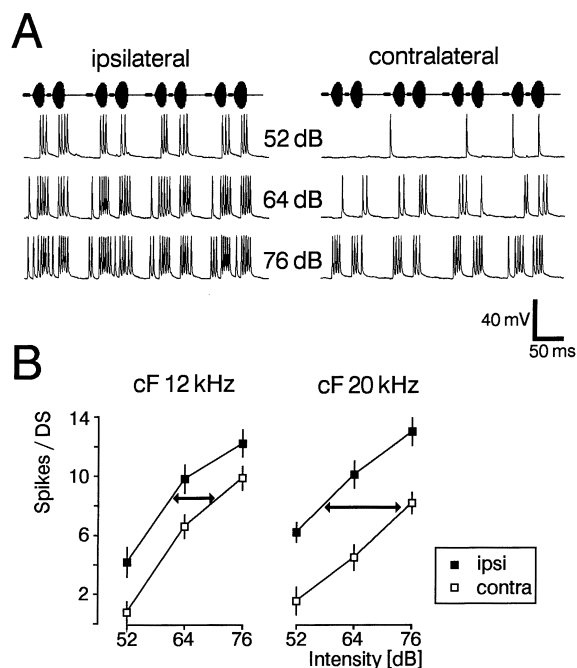 A
ipsilateral
contralateral
52 dB
64 dB
76 dB
40 mV
50 ms
B
cF 12 kHz
cF 20 kHz
Spikes / DS
14
10
6
2
52 64 76
52 64 76
Intensity [dB]
ipsi
contra